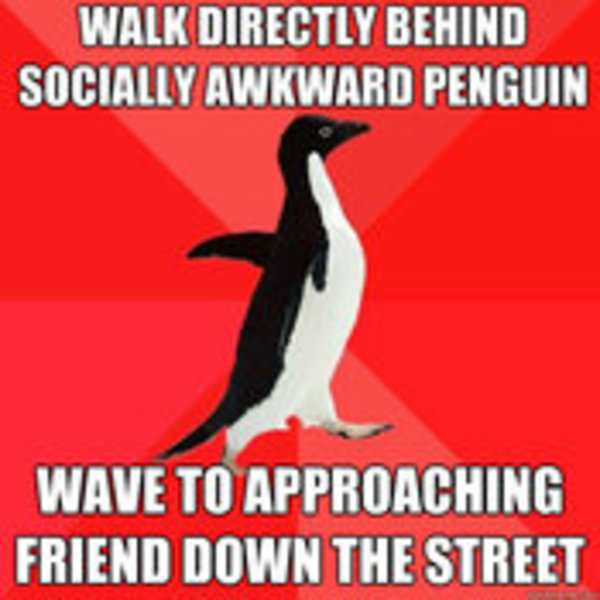 WALK DIRECTLY BEHIND
SOCIALLY AWKWARD PENGUIN
WAVE TO APPROACHING
FRIEND DOWN THE STREET